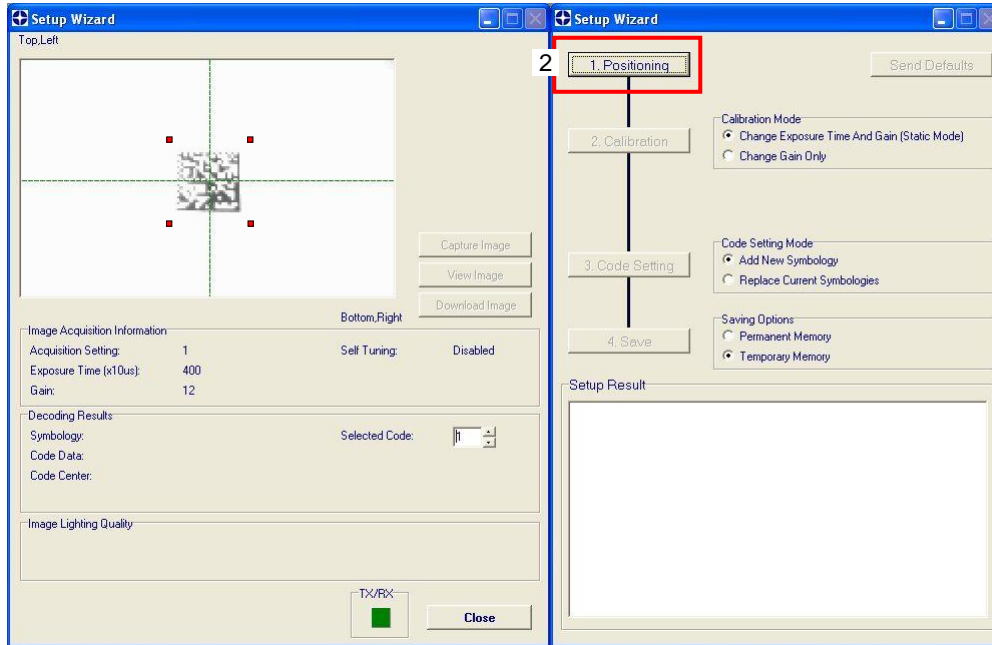 Setup Wizard
Top,Left
Capture Image
View Image
Download Image
Bottom,Right
Image Acquisition Information
Acquisition Setting: 1 Self Tuning: Disabled
Exposure Time (x10us): 400
Gain: 12
Decoding Results
Symbology: Selected Code: 1
Code Data:
Code Center:
Image Lighting Quality
TX/RX
Close
Setup Wizard
2
1. Positioning Send Defaults
2. Calibration
Calibration Mode
Change Exposure Time And Gain (Static Mode)
Change Gain Only
3. Code Setting
Code Setting Mode
Add New Symbology
Replace Current Symbologies
4. Save
Saving Options
Permanent Memory
Temporary Memory
Setup Result